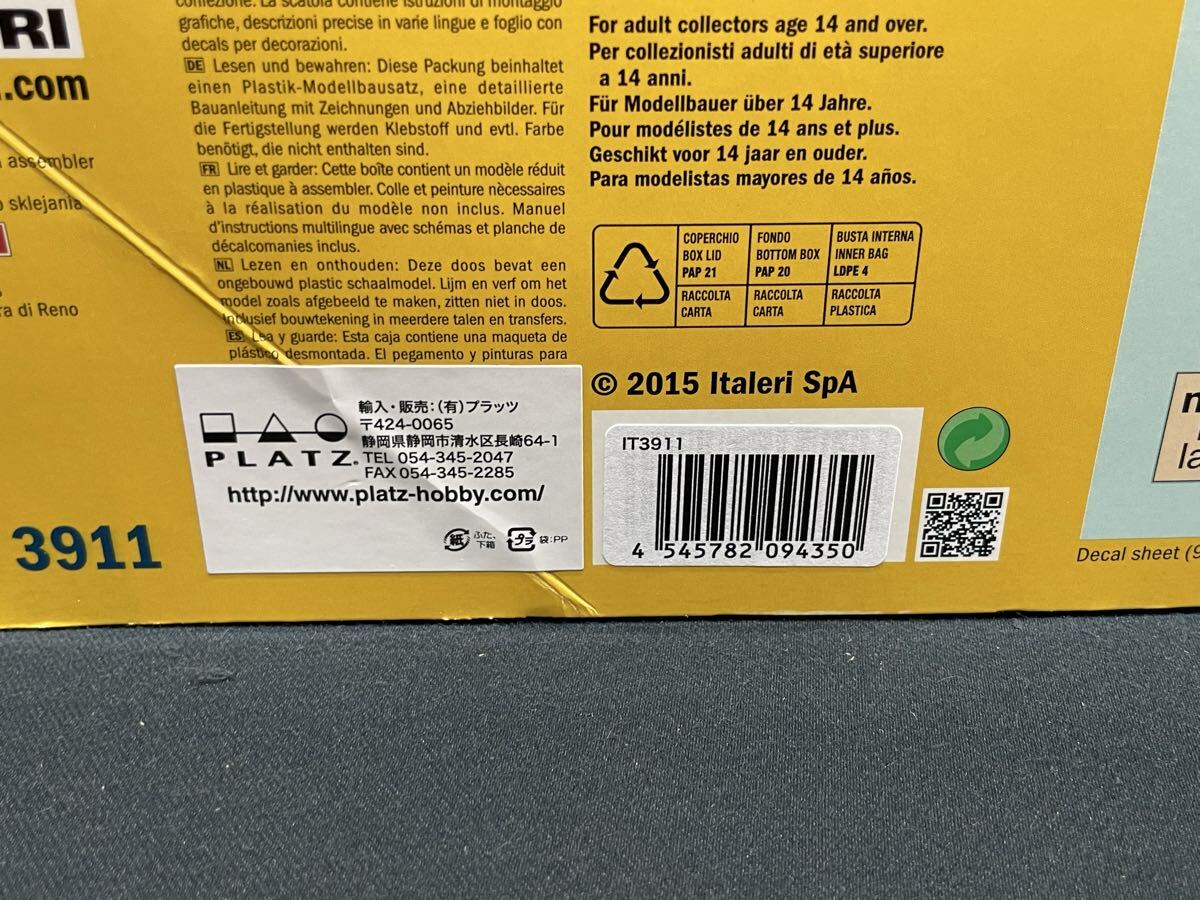 RI
.com
assembler
sklejania
ra di Reno
3911
confezione. La scatola contiene istruzioni di montaggio
grafiche, descrizioni precise in varie lingue e foglio con
decals per decorazioni.
DE Lesen und bewahren: Diese Packung beinhaltet
einen Plastik-Modellbausatz, eine detaillierte
Bauanleitung mit Zeichnungen und Abziehbilder. Für
die Fertigstellung werden Klebstoff und evtl. Farbe
benötigt, die nicht enthalten sind.
FR Lire et garder: Cette boîte contient un modèle réduit
en plastique à assembler. Colle et peinture nècessaires
à la réalisation du modèle non inclus. Manuel
d'instructions multilingue avec schémas et planche de
décalcomanies inclus.
NL Lezen en onthouden: Deze doos bevat een
ongebouwd plastic schaalmodel. Lijm en verf om het
model zoals afgebeeld te maken, zitten niet in doos.
Inclusief bouwtekening in meerdere talen en transfers.
ES Lea y guarde: Esta caja contiene una maqueta de
plástico desmontada. El pegamento y pinturas para
PLATZ.
輸入・販売：(有)プラッツ
〒424-0065
静岡県静岡市清水区長崎64-1
TEL 054-345-2047
FAX 054-345-2285
http://www.platz-hobby.com/
紙 ふた、下箱
プラ 袋：PP
For adult collectors age 14 and over.
Per collezionisti adulti di età superiore
a 14 anni.
Für Modellbauer über 14 Jahre.
Pour modélistes de 14 ans et plus.
Geschikt voor 14 jaar en ouder.
Para modelistas mayores de 14 años.
COPERCHIO
BOX LID
PAP 21
RACCOLTA
CARTA
FONDO
BOTTOM BOX
PAP 20
RACCOLTA
CARTA
BUSTA INTERNA
INNER BAG
LDPE 4
RACCOLTA
PLASTICA
© 2015 Italeri SpA
IT3911
4 545782 094350
Decal sheet